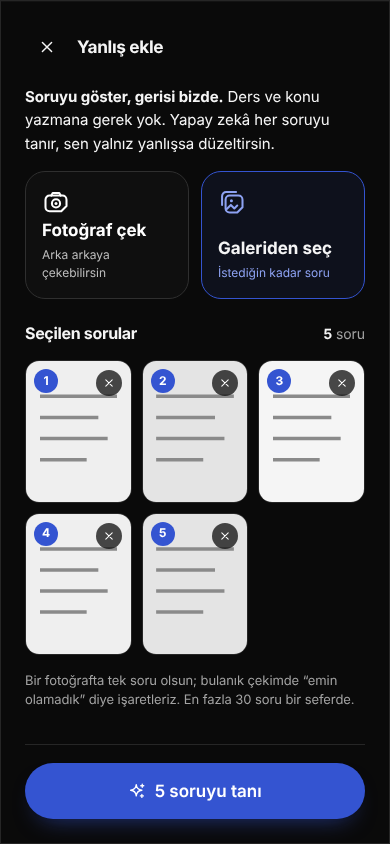 Yanlış ekle
Soruyu göster, gerisi bizde. Ders ve konu
yazmana gerek yok. Yapay zekâ her soruyu
tanır, sen yalnız yanlışsa düzeltirsin.
Fotoğraf çek
Arka arkaya
çekebilirsin
Galeriden seç
İstediğin kadar soru
Seçilen sorular
5 soru
1
2
3
4
5
Bir fotoğrafta tek soru olsun; bulanık çekimde “emin
olamadık” diye işaretleriz. En fazla 30 soru bir seferde.
5 soruyu tanı